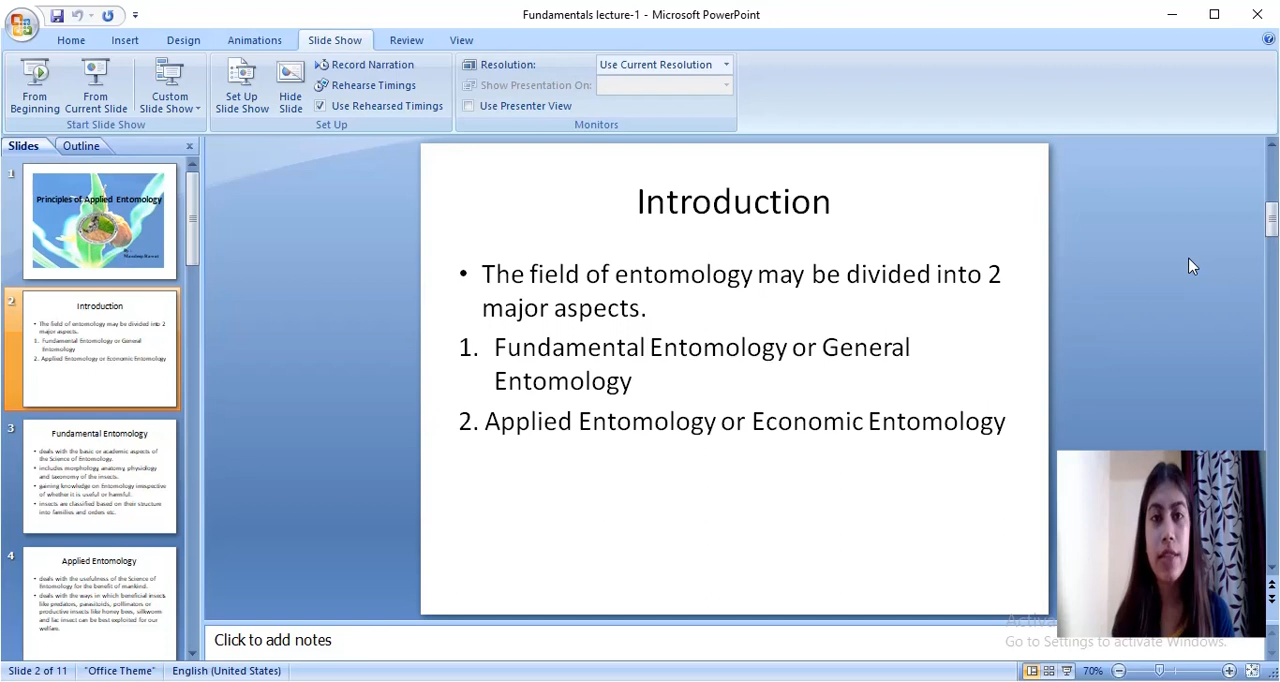 Fundamentals lecture-1 - Microsoft PowerPoint
Home Insert Design Animations Slide Show Review View
From Beginning
From Current Slide
Custom Slide Show
Start Slide Show
Set Up Slide Show
Hide Slide
Record Narration
Rehearse Timings
Use Rehearsed Timings
Set Up
Resolution: Use Current Resolution
Show Presentation On:
Use Presenter View
Monitors
Slides Outline x
1
Principles of Applied Entomology
2
Introduction
• The field of entomology may be divided into 2
major aspects.
1. Fundamental Entomology or General
Entomology
2. Applied Entomology or Economic Entomology
3
Fundamental Entomology
• deals with the basic or academic aspects of
the Science of Entomology.
• includes morphology, anatomy, physiology
and taxonomy of the insects.
• gaining knowledge on Entomology irrespective
of whether it is useful or harmful.
• insects are classified based on their structure
into families and orders etc.
4
Applied Entomology
• deals with the usefulness of the Science of
Entomology for the benefit of mankind.
• deals with the ways in which beneficial insects
like predators, parasitoids, pollinators or
productive insects like honey bees, silkworm
and lac insect can be best exploited for our
welfare.
Introduction
• The field of entomology may be divided into 2
major aspects.
1. Fundamental Entomology or General
Entomology
2. Applied Entomology or Economic Entomology
Go to Settings to activate Windows.
Click to add notes
Slide 2 of 11 "Office Theme" English (United States) 70%